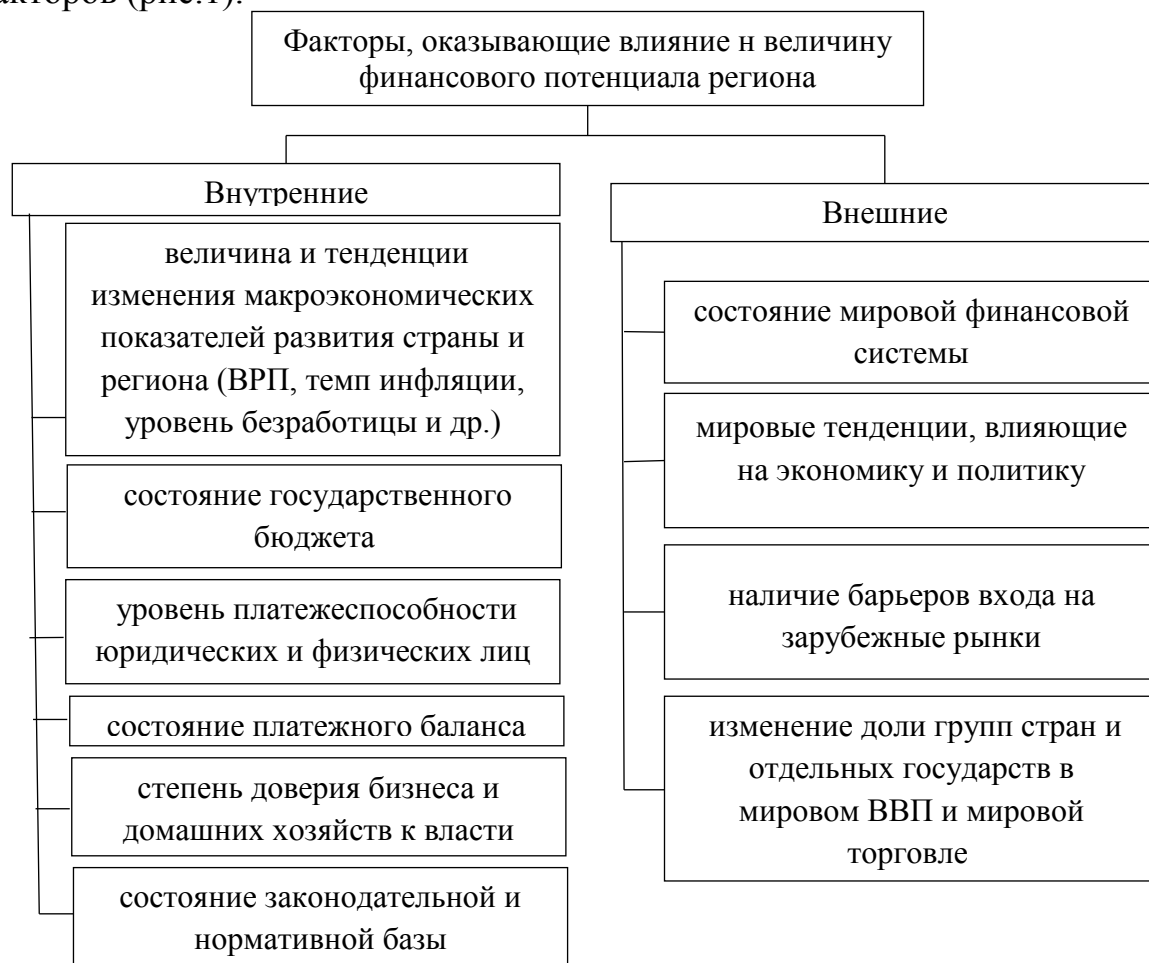 акторов (рис.1).
Факторы, оказывающие влияние н величину
финансового потенциала региона
Внутренние
величина и тенденции
изменения макроэкономических
показателей развития страны и
региона (ВРП, темп инфляции,
уровень безработицы и др.)
состояние государственного
бюджета
уровень платежеспособности
юридических и физических лиц
состояние платежного баланса
степень доверия бизнеса и
домашних хозяйств к власти
состояние законодательной и
нормативной базы
Внешние
состояние мировой финансовой
системы
мировые тенденции, влияющие
на экономику и политику
наличие барьеров входа на
зарубежные рынки
изменение доли групп стран и
отдельных государств в
мировом ВВП и мировой
торговле